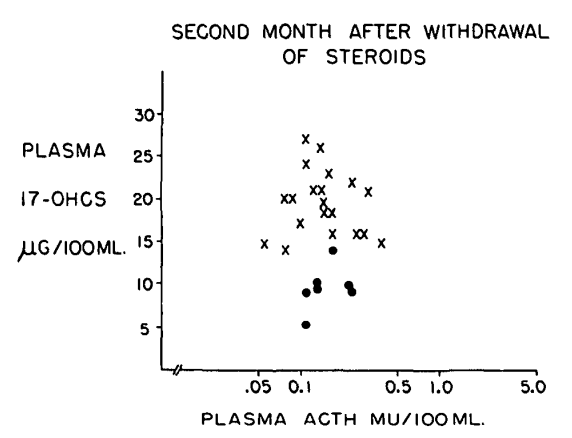 SECOND MONTH AFTER WITHDRAWAL
OF STEROIDS
30
PLASMA
25
17-OHCS
20
μG/100ML.
15
10
5
.05 0.1 0.5 1.0 5.0
PLASMA ACTH MU/100ML.